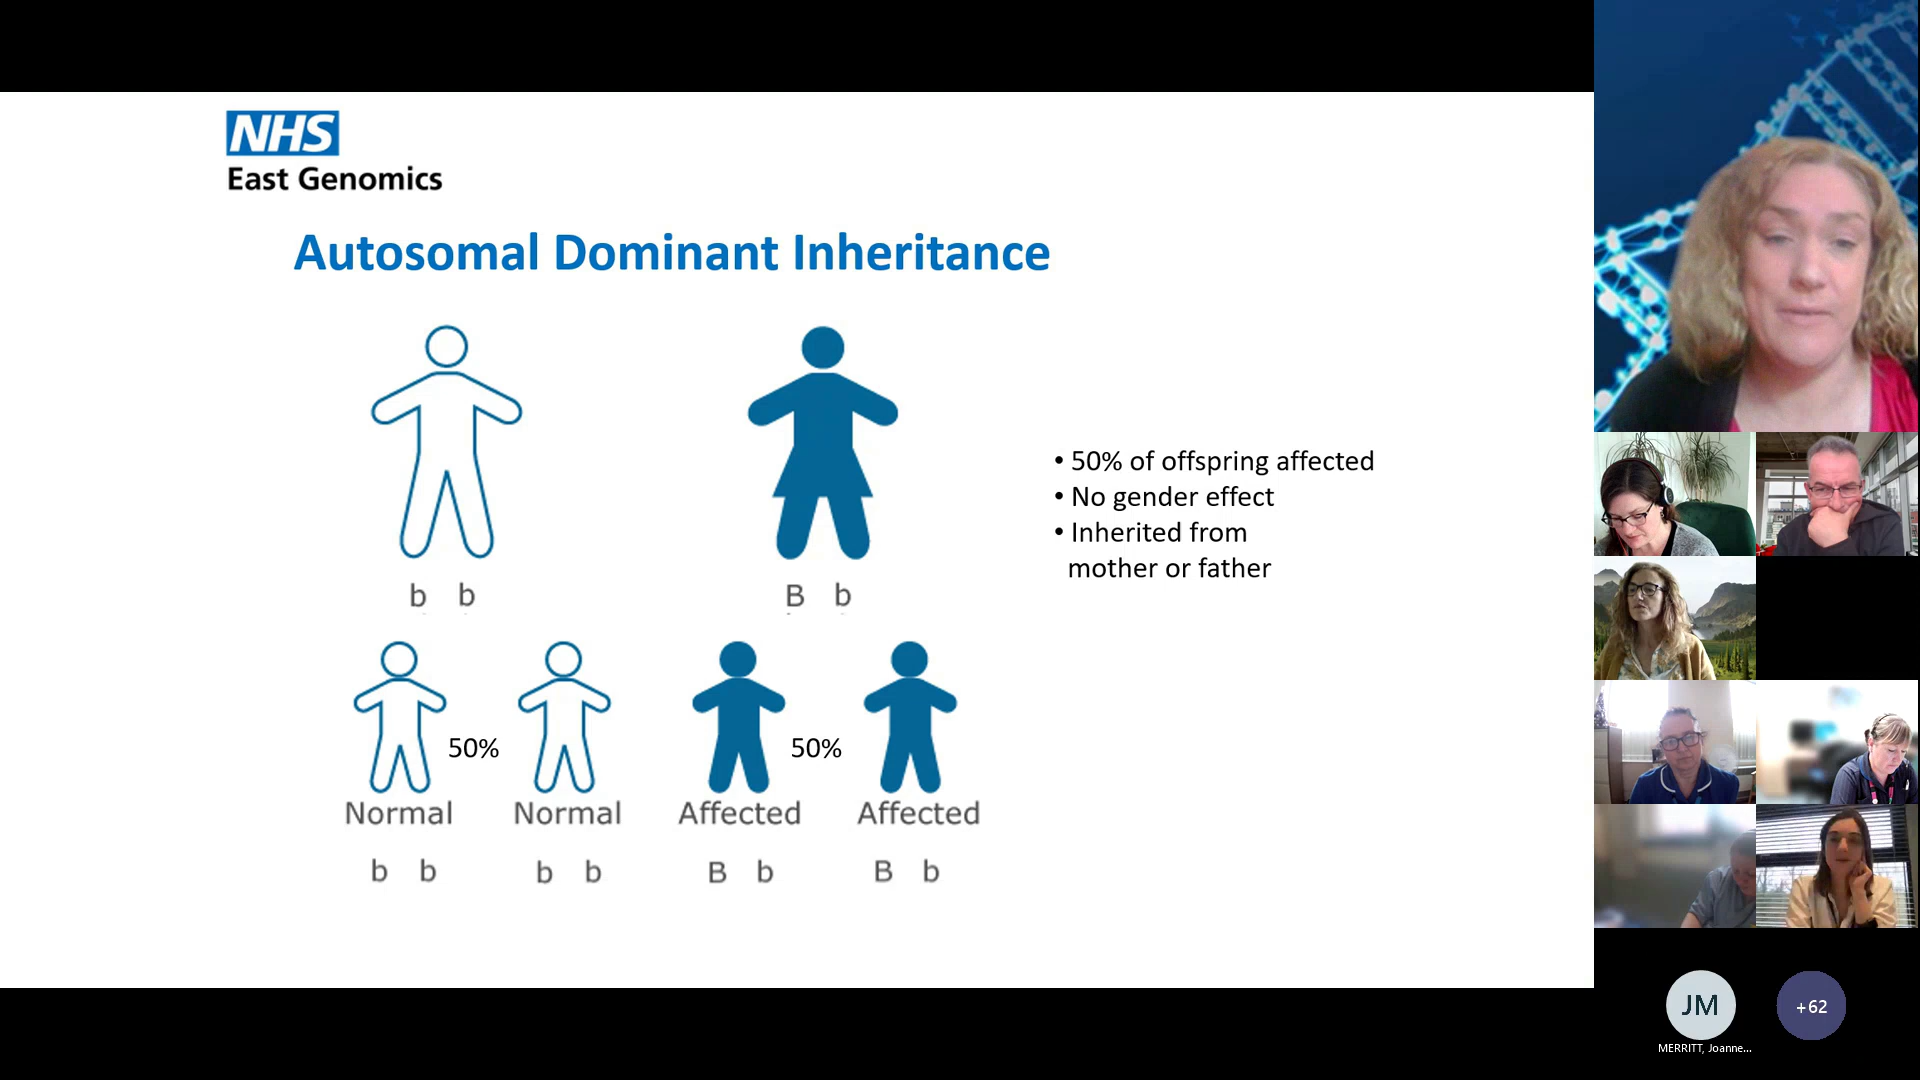 NHS
East Genomics
Autosomal Dominant Inheritance
b b
B b
• 50% of offspring affected
• No gender effect
• Inherited from
mother or father
50%
50%
Normal
Normal
Affected
Affected
b b
b b
B b
B b
JM
+62
MERRITT, Joanne...